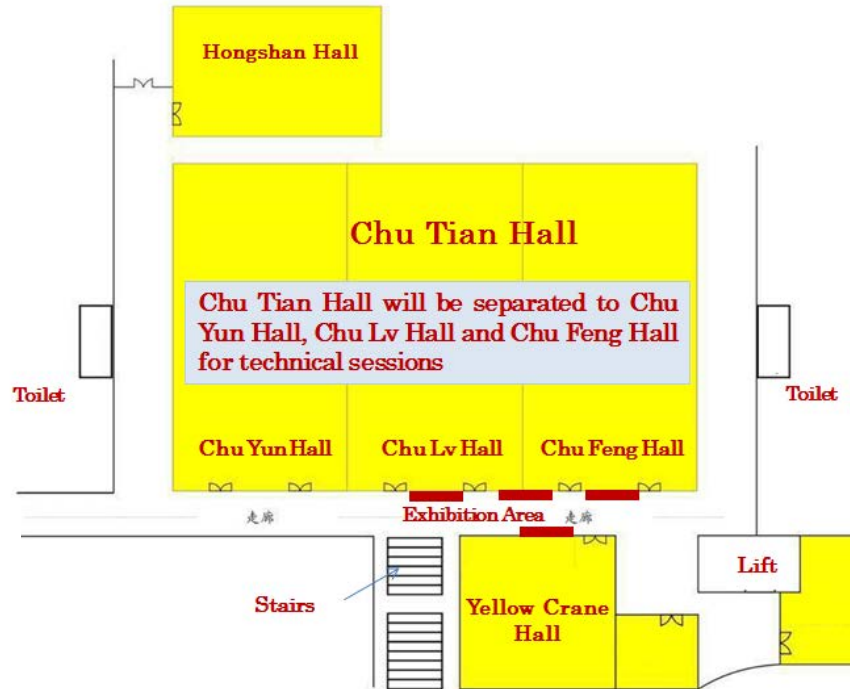 Hongshan Hall
Chu Tian Hall
Chu Tian Hall will be separated to Chu
Yun Hall, Chu Lv Hall and Chu Feng Hall
for technical sessions
Toilet
Toilet
Chu Yun Hall
Chu Lv Hall
Chu Feng Hall
走廊
Exhibition Area
走廊
Lift
Stairs
Yellow Crane
Hall